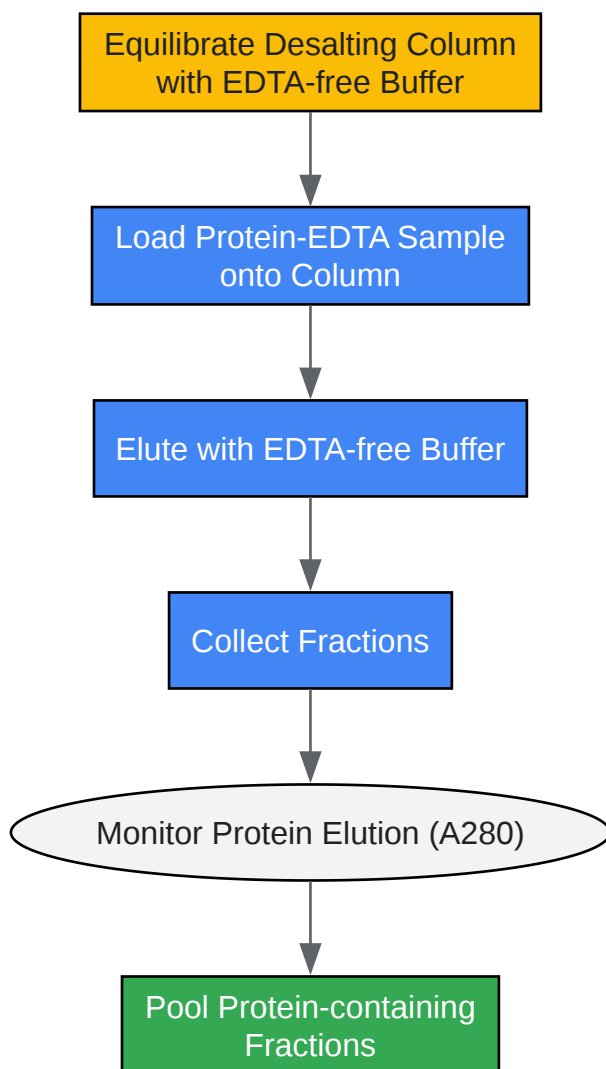 Equilibrate Desalting Column
with EDTA-free Buffer
Load Protein-EDTA Sample
onto Column
Elute with EDTA-free Buffer
Collect Fractions
Monitor Protein Elution (A280)
Pool Protein-containing
Fractions